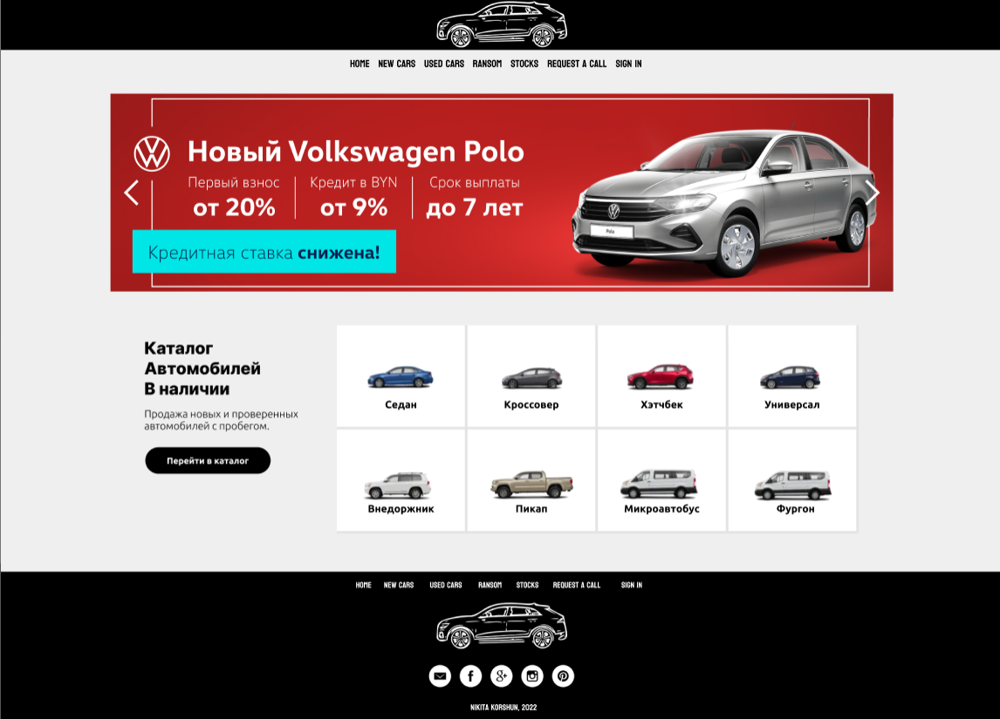 HOME NEW CARS USED CARS RANSOM STOCKS REQUEST A CALL SIGN IN
Новый Volkswagen Polo
Первый взнос Кредит в BYN Срок выплаты
от 20% от 9% до 7 лет
Кредитная ставка снижена!
Polo
Каталог
Автомобилей
В наличии
Продажа новых и проверенных
автомобилей с пробегом.
Перейти в каталог
Седан Кроссовер Хэтчбек Универсал
Внедоржник Пикап Микроавтобус Фургон
HOME NEW CARS USED CARS RANSOM STOCKS REQUEST A CALL SIGN IN
NIKITA KORSHUN, 2022